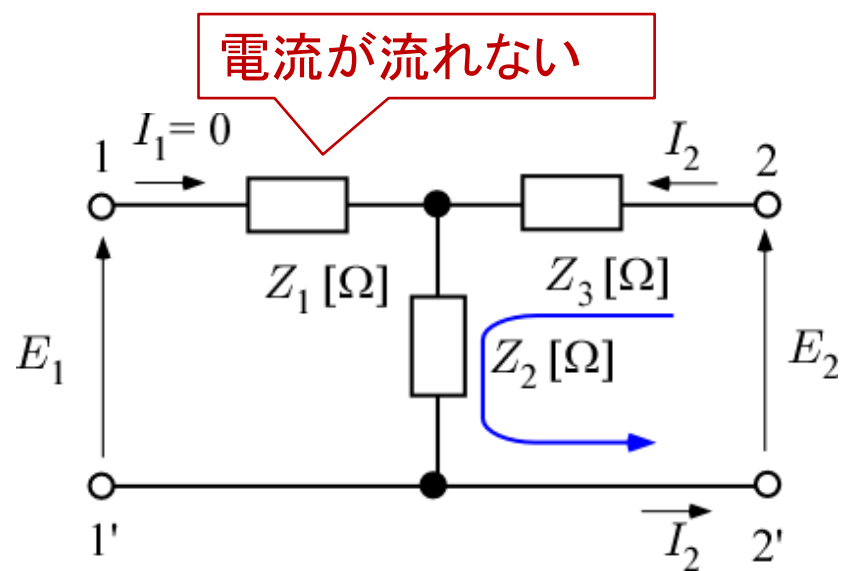 電流が流れない
1
I₁= 0
I₂
2
Z₁ [Ω]
Z₃ [Ω]
E₁
Z₂ [Ω]
E₂
1'
I₂
2'